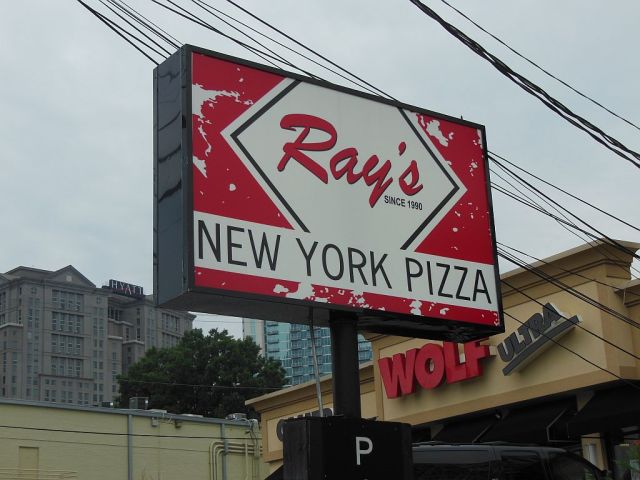 HYATT
Ray's
SINCE 1990
NEW YORK PIZZA
WOLF
ULTRA
P